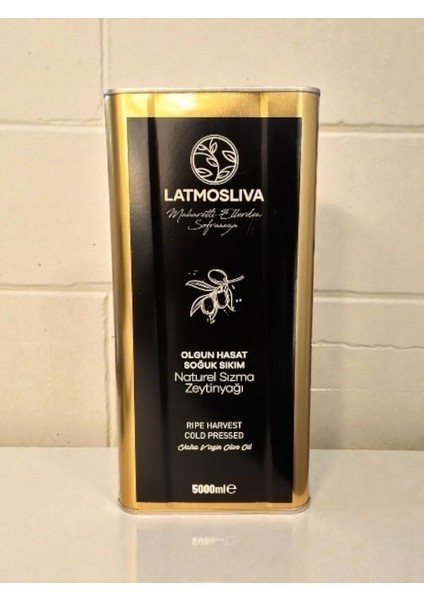 LATMOSLIVA
Maharetli Ellerden
Sofranıza
OLGUN HASAT
SOĞUK SIKIM
Naturel Sızma
Zeytinyağı
RIPE HARVEST
COLD PRESSED
Extra Virgin Olive Oil
5000ml e